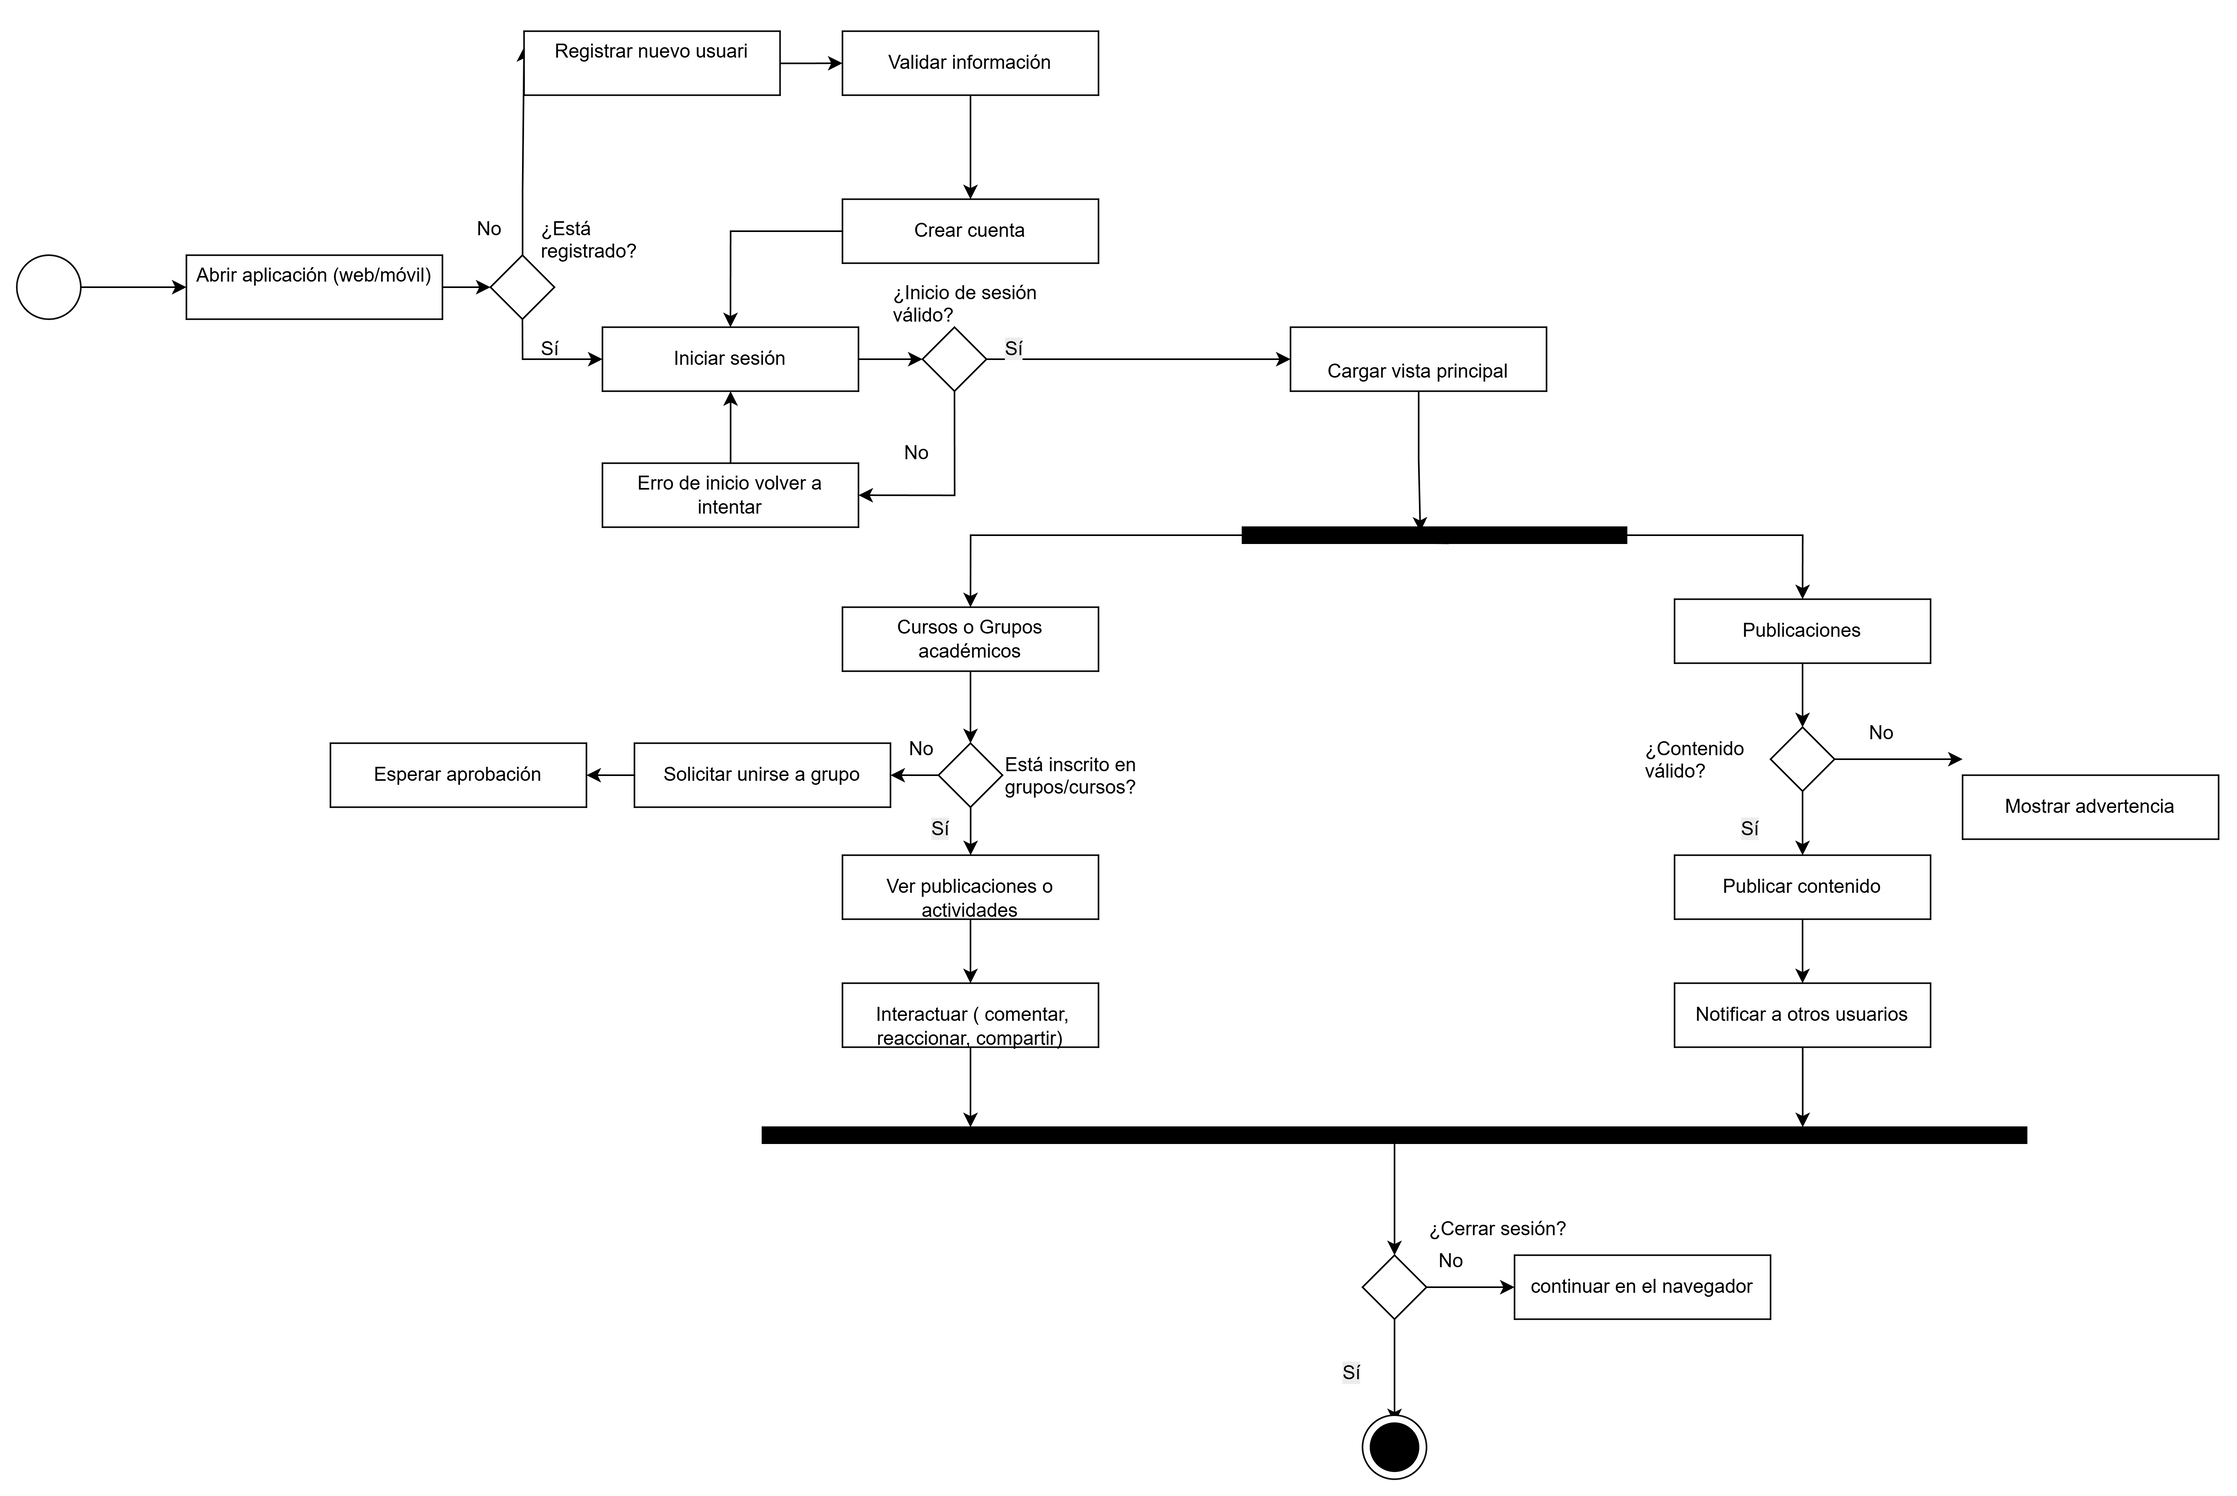 Registrar nuevo usuari
Validar información
Crear cuenta
No
¿Está
registrado?
Abrir aplicación (web/móvil)
¿Inicio de sesión
válido?
Sí
Iniciar sesión
Sí
Cargar vista principal
No
Erro de inicio volver a
intentar
Cursos o Grupos
académicos
Publicaciones
No
¿Contenido
válido?
Esperar aprobación
Solicitar unirse a grupo
No
Está inscrito en
grupos/cursos?
Mostrar advertencia
Sí
Sí
Ver publicaciones o
actividades
Publicar contenido
Interactuar ( comentar,
reaccionar, compartir)
Notificar a otros usuarios
¿Cerrar sesión?
No
continuar en el navegador
Sí